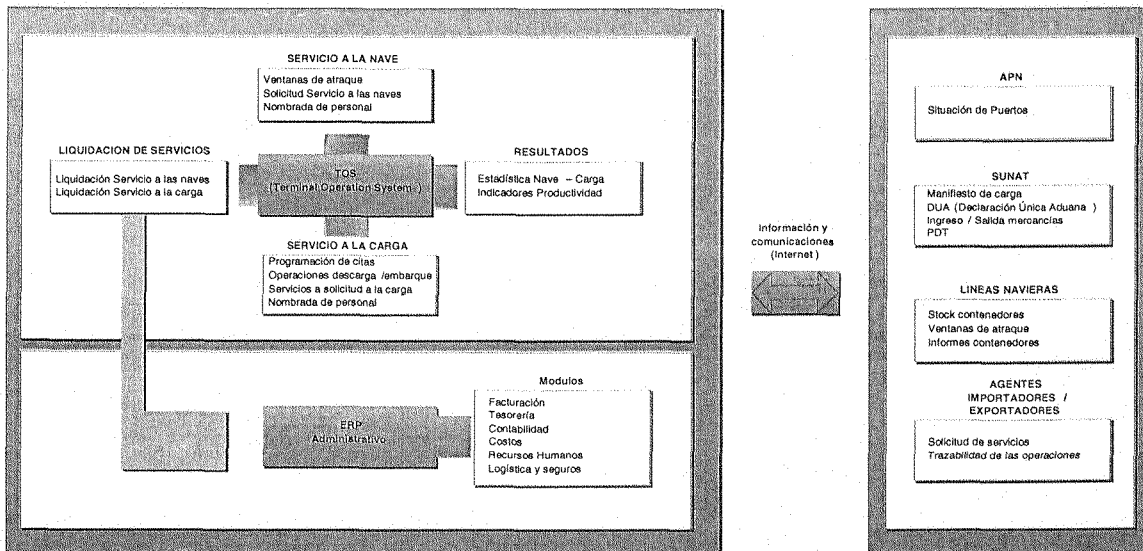 SERVICIO A LA NAVE
Ventanas de atraque
Solicitud Servicio a las naves
Nombrada de personal
LIQUIDACION DE SERVICIOS
Liquidación Servicio a las naves
Liquidación Servicio a la carga
TOS
(Terminal Operation System )
RESULTADOS
Estadística Nave – Carga
Indicadores Productividad
SERVICIO A LA CARGA
Programación de citas
Operaciones descarga /embarque
Servicios a solicitud a la carga
Nombrada de personal
ERP
Administrativo
Modulos
Facturación
Tesorería
Contabilidad
Costos
Recursos Humanos
Logística y seguros
Información y
comunicaciones
(Internet )
APN
Situación de Puertos
SUNAT
Manifiesto de carga
DUA (Declaración Única Aduana )
Ingreso / Salida mercancías
PDT
LINEAS NAVIERAS
Stock contenedores
Ventanas de atraque
Informes contenedores
AGENTES
IMPORTADORES /
EXPORTADORES
Solicitud de servicios
Trazabilidad de las operaciones